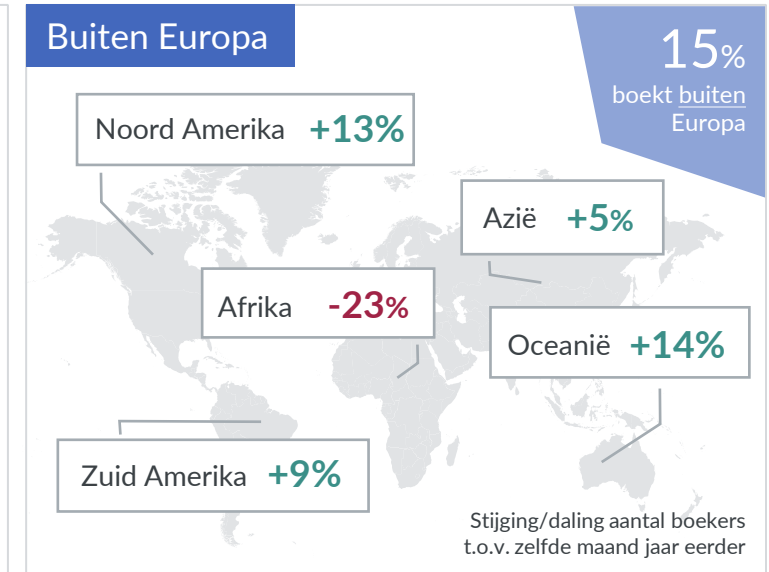 Buiten Europa
15%
boekt buiten
Europa
Noord Amerika +13%
Azië +5%
Afrika -23%
Oceanië +14%
Zuid Amerika +9%
Stijging/daling aantal boekers
t.o.v. zelfde maand jaar eerder